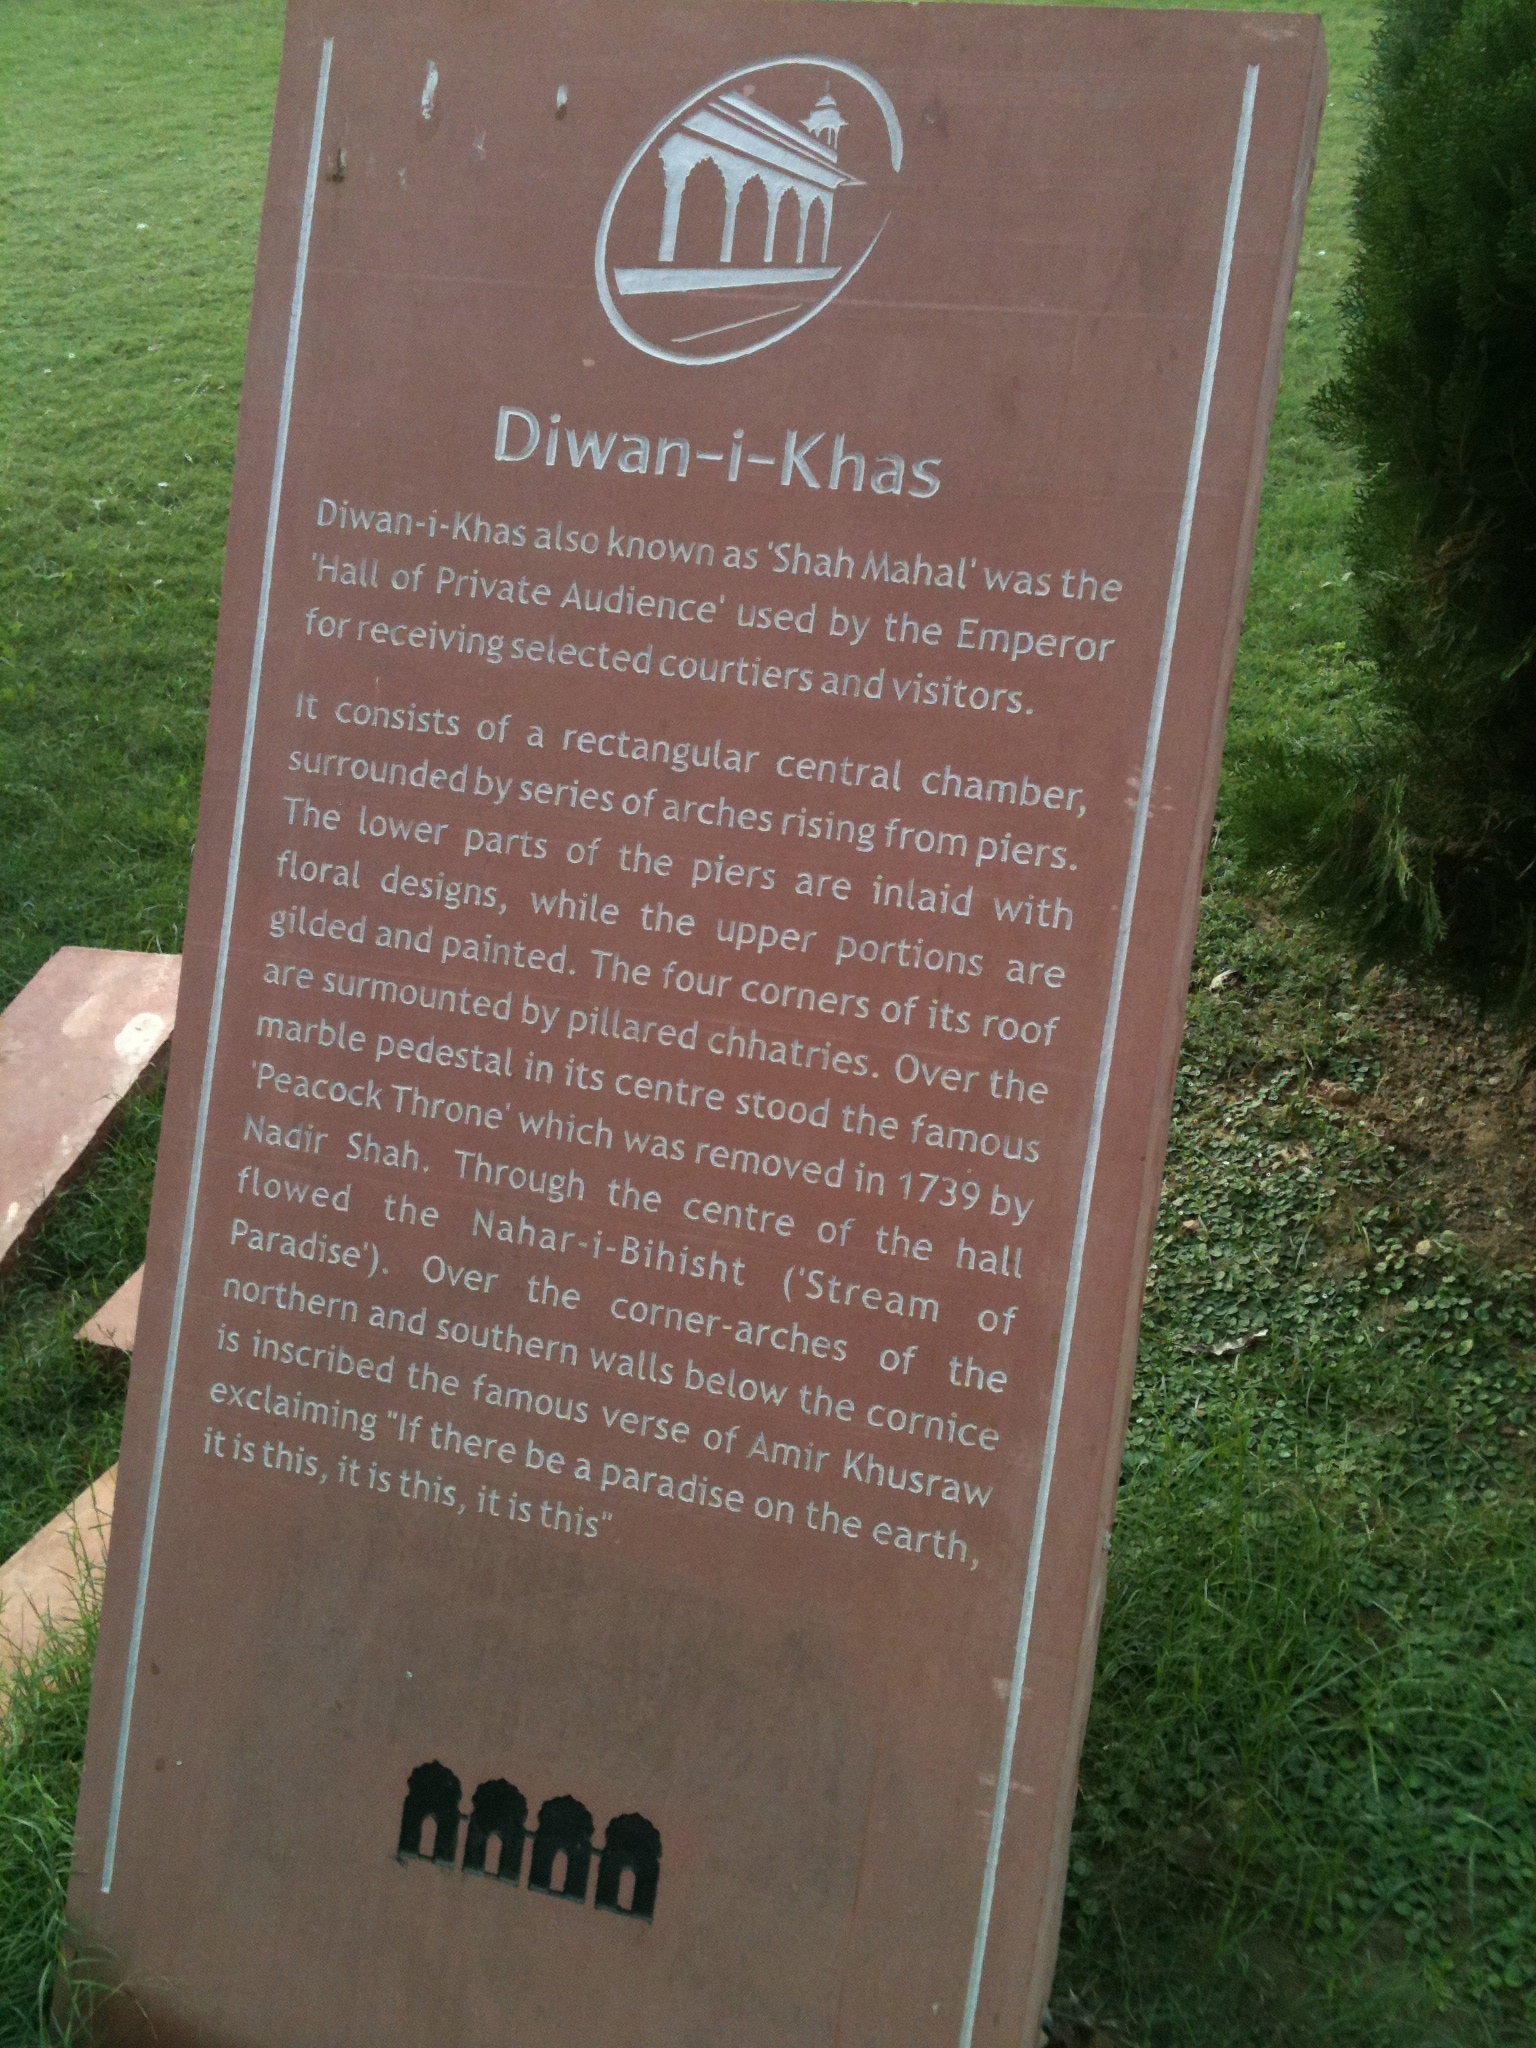 Diwan-i-Khas
Diwan-i-Khas also known as 'Shah Mahal' was the
'Hall of Private Audience' used by the Emperor
for receiving selected courtiers and visitors.
It consists of a rectangular central chamber,
surrounded by series of arches rising from piers.
The lower parts of the piers are inlaid with
floral designs, while the upper portions are
gilded and painted. The four corners of its roof
are surmounted by pillared chhatries. Over the
marble pedestal in its centre stood the famous
'Peacock Throne' which was removed in 1739 by
Nadir Shah. Through the centre of the hall
flowed the Nahar-i-Bihisht ('Stream of
Paradise'). Over the corner-arches of the
northern and southern walls below the cornice
is inscribed the famous verse of Amir Khusraw
exclaiming "If there be a paradise on the earth,
it is this, it is this, it is this"